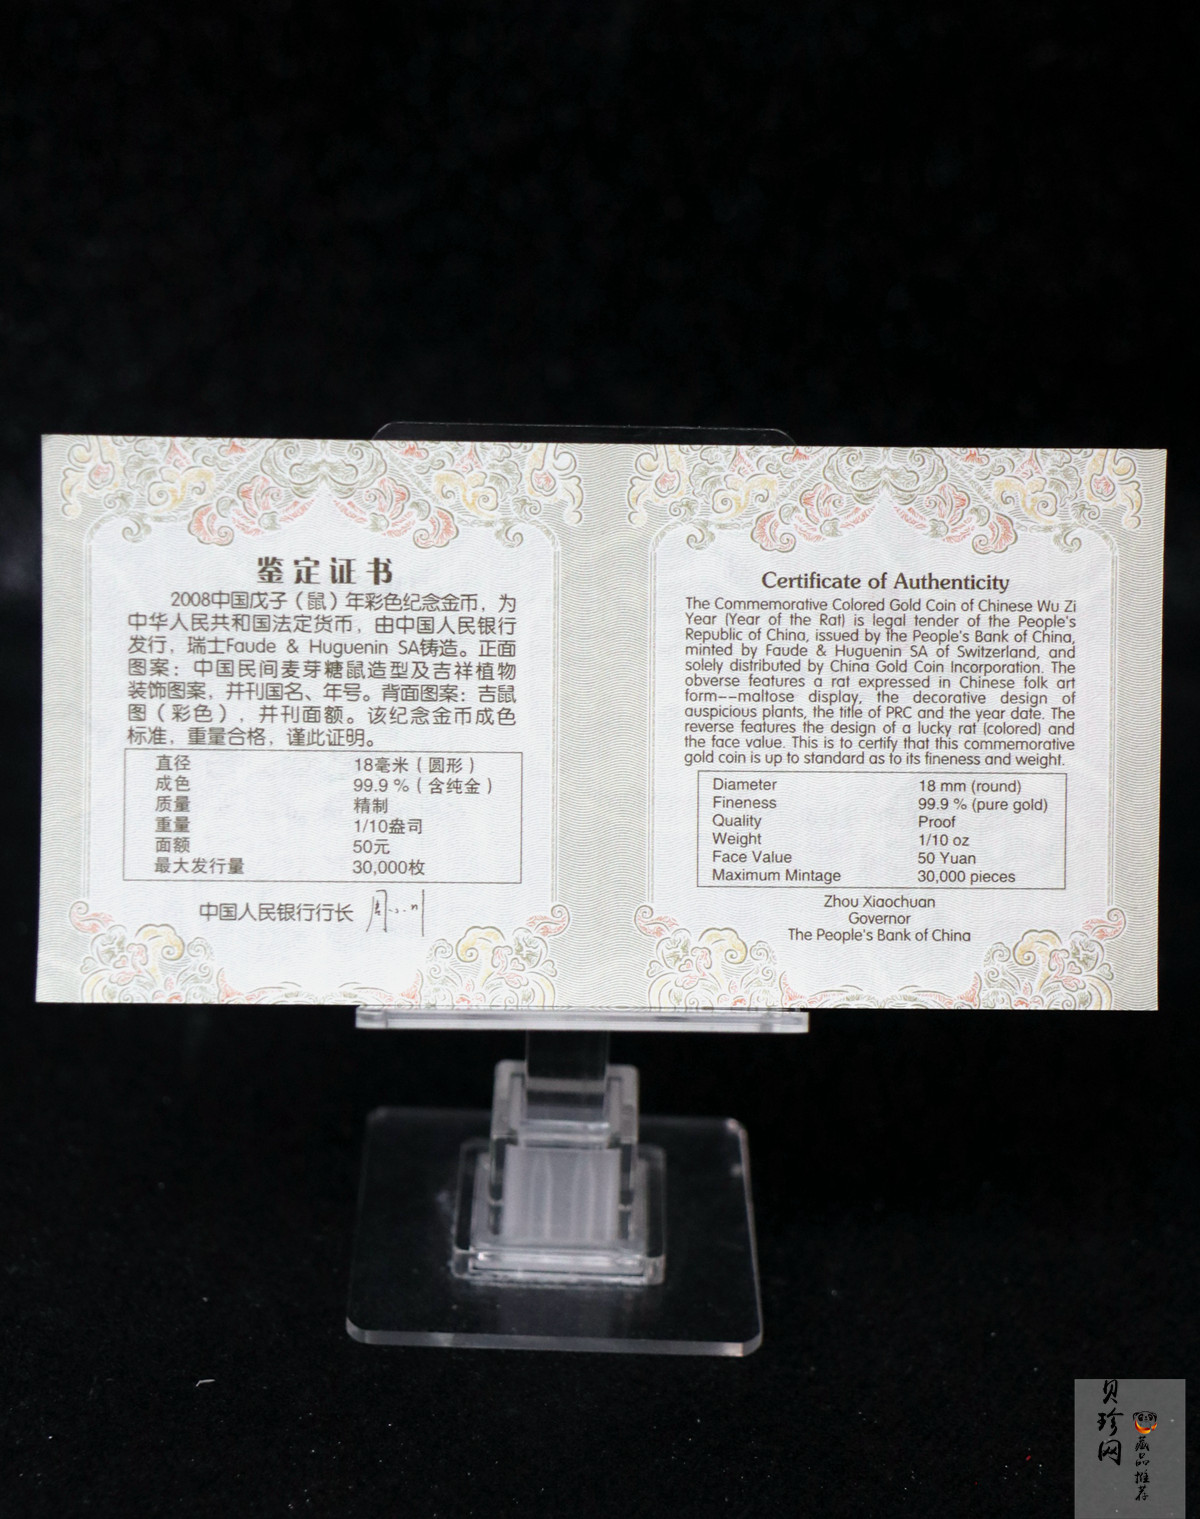 鉴定证书
2008中国戊子（鼠）年彩色纪念金币，为
中华人民共和国法定货币，由中国人民银行
发行，瑞士Faude & Huguenin SA铸造。正面
图案：中国民间麦芽糖鼠造型及吉祥植物
装饰图案，并刊国名、年号。背面图案：吉鼠
图（彩色），并刊面额。该纪念金币成色
标准，重量合格，谨此证明。
直径 18毫米（圆形）
成色 99.9 %（含纯金）
质量 精制
重量 1/10盎司
面额 50元
最大发行量 30,000枚
中国人民银行行长
Certificate of Authenticity
The Commemorative Colored Gold Coin of Chinese Wu Zi
Year (Year of the Rat) is legal tender of the People's
Republic of China, issued by the People's Bank of China,
minted by Faude & Huguenin SA of Switzerland, and
solely distributed by China Gold Coin Incorporation. The
obverse features a rat expressed in Chinese folk art
form--maltose display, the decorative design of
auspicious plants, the title of PRC and the year date. The
reverse features the design of a lucky rat (colored) and
the face value. This is to certify that this commemorative
gold coin is up to standard as to its fineness and weight.
Diameter 18 mm (round)
Fineness 99.9 % (pure gold)
Quality Proof
Weight 1/10 oz
Face Value 50 Yuan
Maximum Mintage 30,000 pieces
Zhou Xiaochuan
Governor
The People's Bank of China
贝珍网
藏品推荐